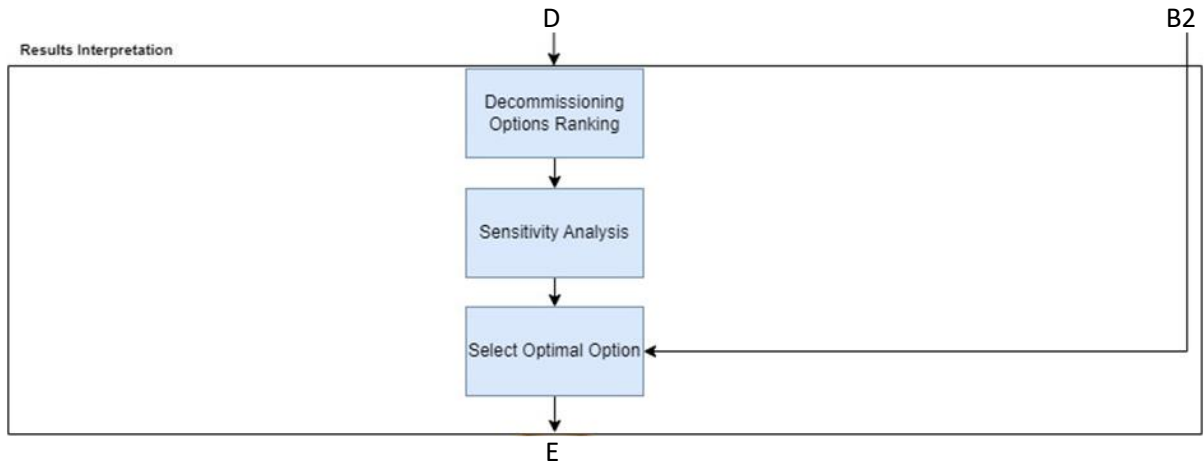 D
B2
Results Interpretation
Decommissioning
Options Ranking
Sensitivity Analysis
Select Optimal Option
E